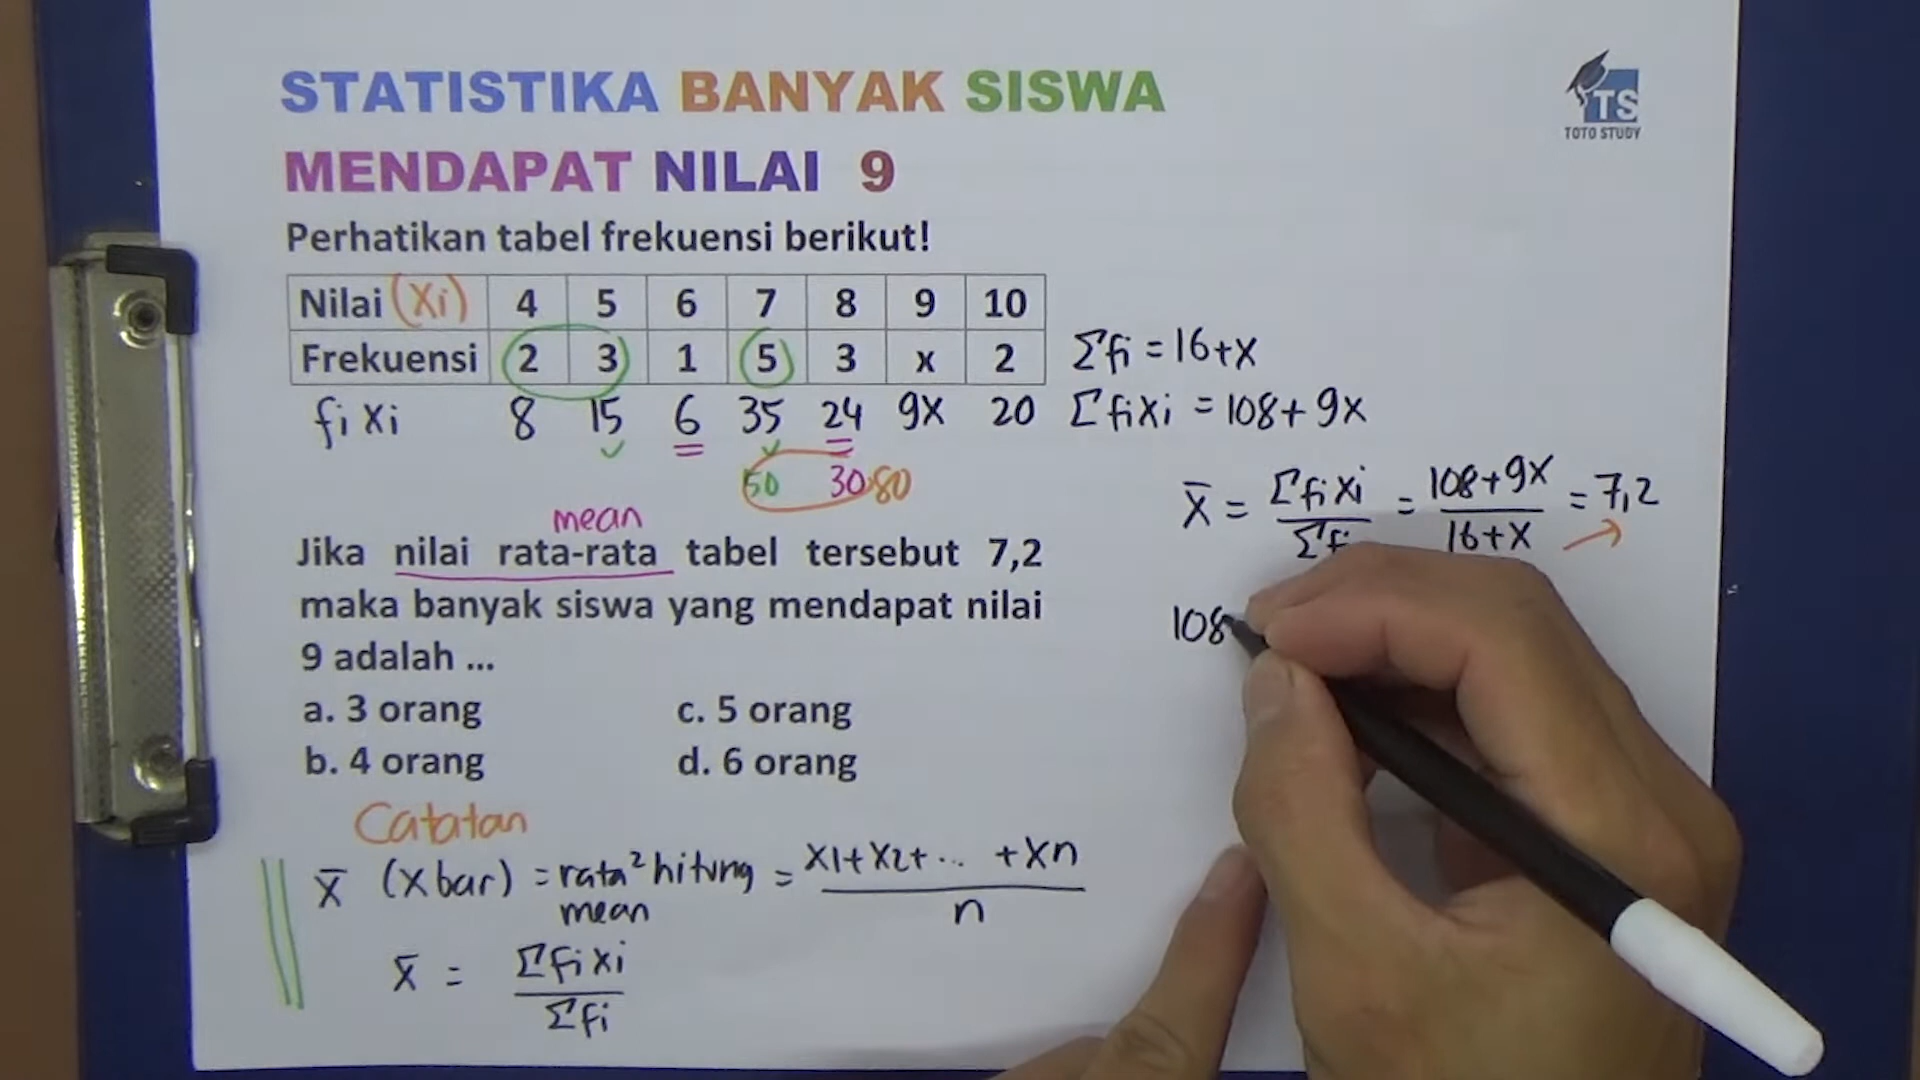 STATISTIKA BANYAK SISWA
MENDAPAT NILAI 9
TS
TOTO STUDY
Perhatikan tabel frekuensi berikut!
Nilai (Xi) 4 5 6 7 8 9 10
Frekuensi 2 3 1 5 3 x 2 Σfi = 16+x
fi xi 8 15 6 35 24 9x 20 Σfixi = 108+9x
50 30 80
x̄ = Σfixi / Σfi = 108+9x / 16+x = 7,2
mean
Jika nilai rata-rata tabel tersebut 7,2
maka banyak siswa yang mendapat nilai
9 adalah ...
108
a. 3 orang c. 5 orang
b. 4 orang d. 6 orang
Catatan
x̄ (x bar) = rata² hitung = x1+x2+... +xn / n
mean
x̄ = Σfixi / Σfi